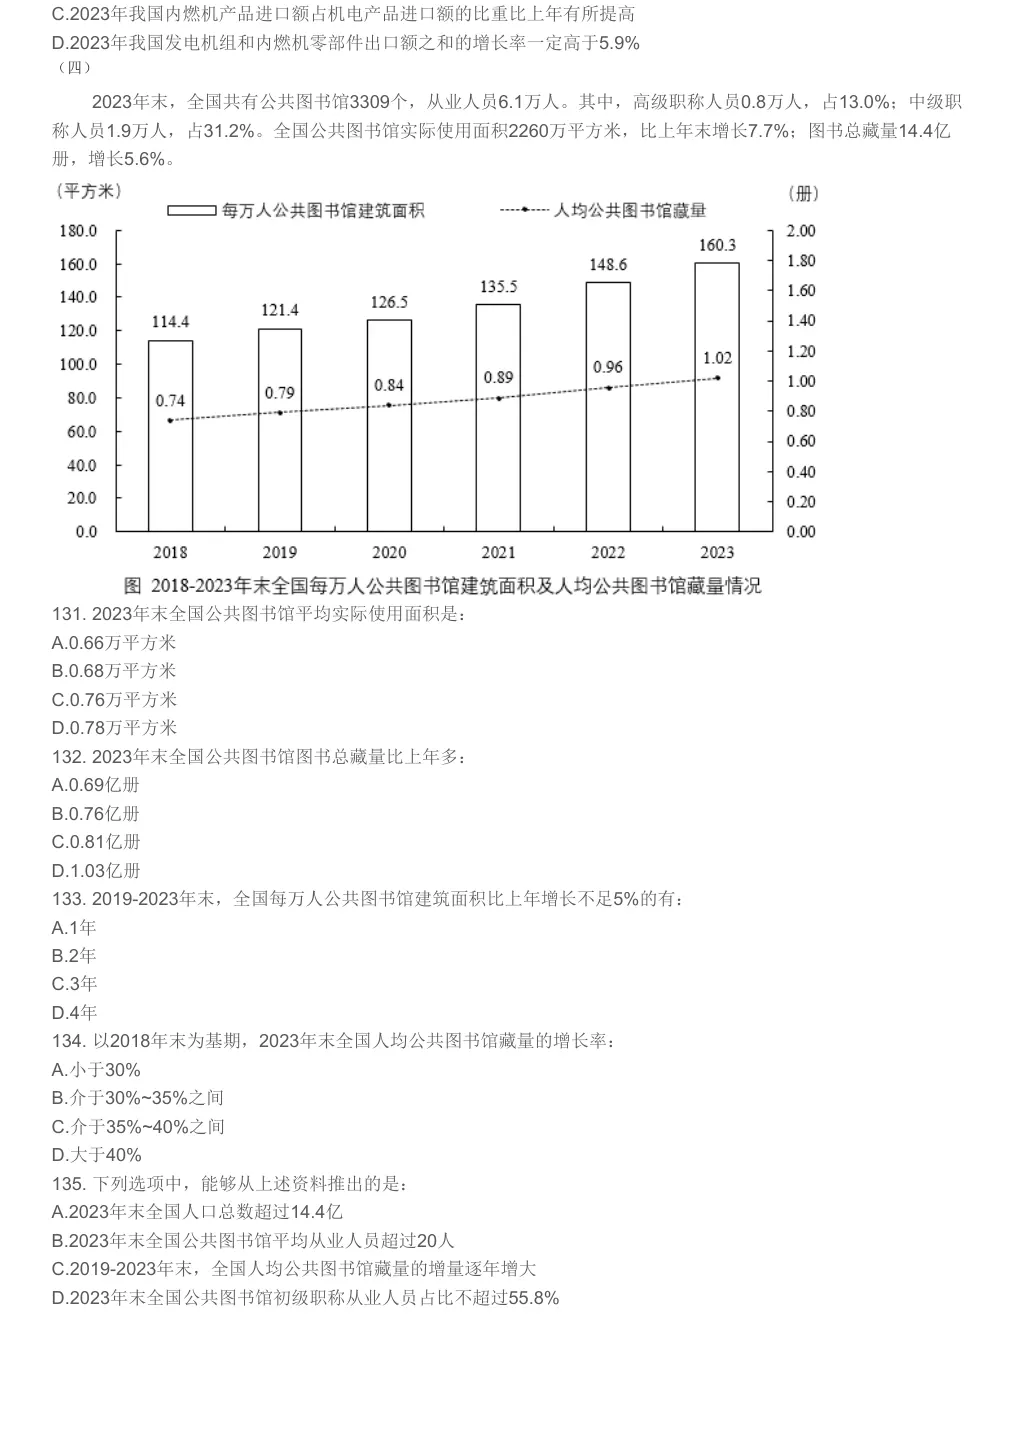 C.2023年我国内燃机产品进口额占机电产品进口额的比重比上年有所提高
D.2023年我国发电机组和内燃机零部件出口额之和的增长率一定高于5.9%
（四）
2023年末，全国共有公共图书馆3309个，从业人员6.1万人。其中，高级职称人员0.8万人，占13.0%；中级职
称人员1.9万人，占31.2%。全国公共图书馆实际使用面积2260万平方米，比上年末增长7.7%；图书总藏量14.4亿
册，增长5.6%。
（平方米）
（册）
每万人公共图书馆建筑面积
人均公共图书馆藏量
180.0
160.0
140.0
120.0
100.0
80.0
60.0
40.0
20.0
0.0
114.4
121.4
126.5
135.5
148.6
160.3
0.74
0.79
0.84
0.89
0.96
1.02
2.00
1.80
1.60
1.40
1.20
1.00
0.80
0.60
0.40
0.20
0.00
2018 2019 2020 2021 2022 2023
图 2018-2023年末全国每万人公共图书馆建筑面积及人均公共图书馆藏量情况
131. 2023年末全国公共图书馆平均实际使用面积是：
A.0.66万平方米
B.0.68万平方米
C.0.76万平方米
D.0.78万平方米
132. 2023年末全国公共图书馆图书总藏量比上年多：
A.0.69亿册
B.0.76亿册
C.0.81亿册
D.1.03亿册
133. 2019-2023年末，全国每万人公共图书馆建筑面积比上年增长不足5%的有：
A.1年
B.2年
C.3年
D.4年
134. 以2018年末为基期，2023年末全国人均公共图书馆藏量的增长率：
A.小于30%
B.介于30%~35%之间
C.介于35%~40%之间
D.大于40%
135. 下列选项中，能够从上述资料推出的是：
A.2023年末全国人口总数超过14.4亿
B.2023年末全国公共图书馆平均从业人员超过20人
C.2019-2023年末，全国人均公共图书馆藏量的增量逐年增大
D.2023年末全国公共图书馆初级职称从业人员占比不超过55.8%